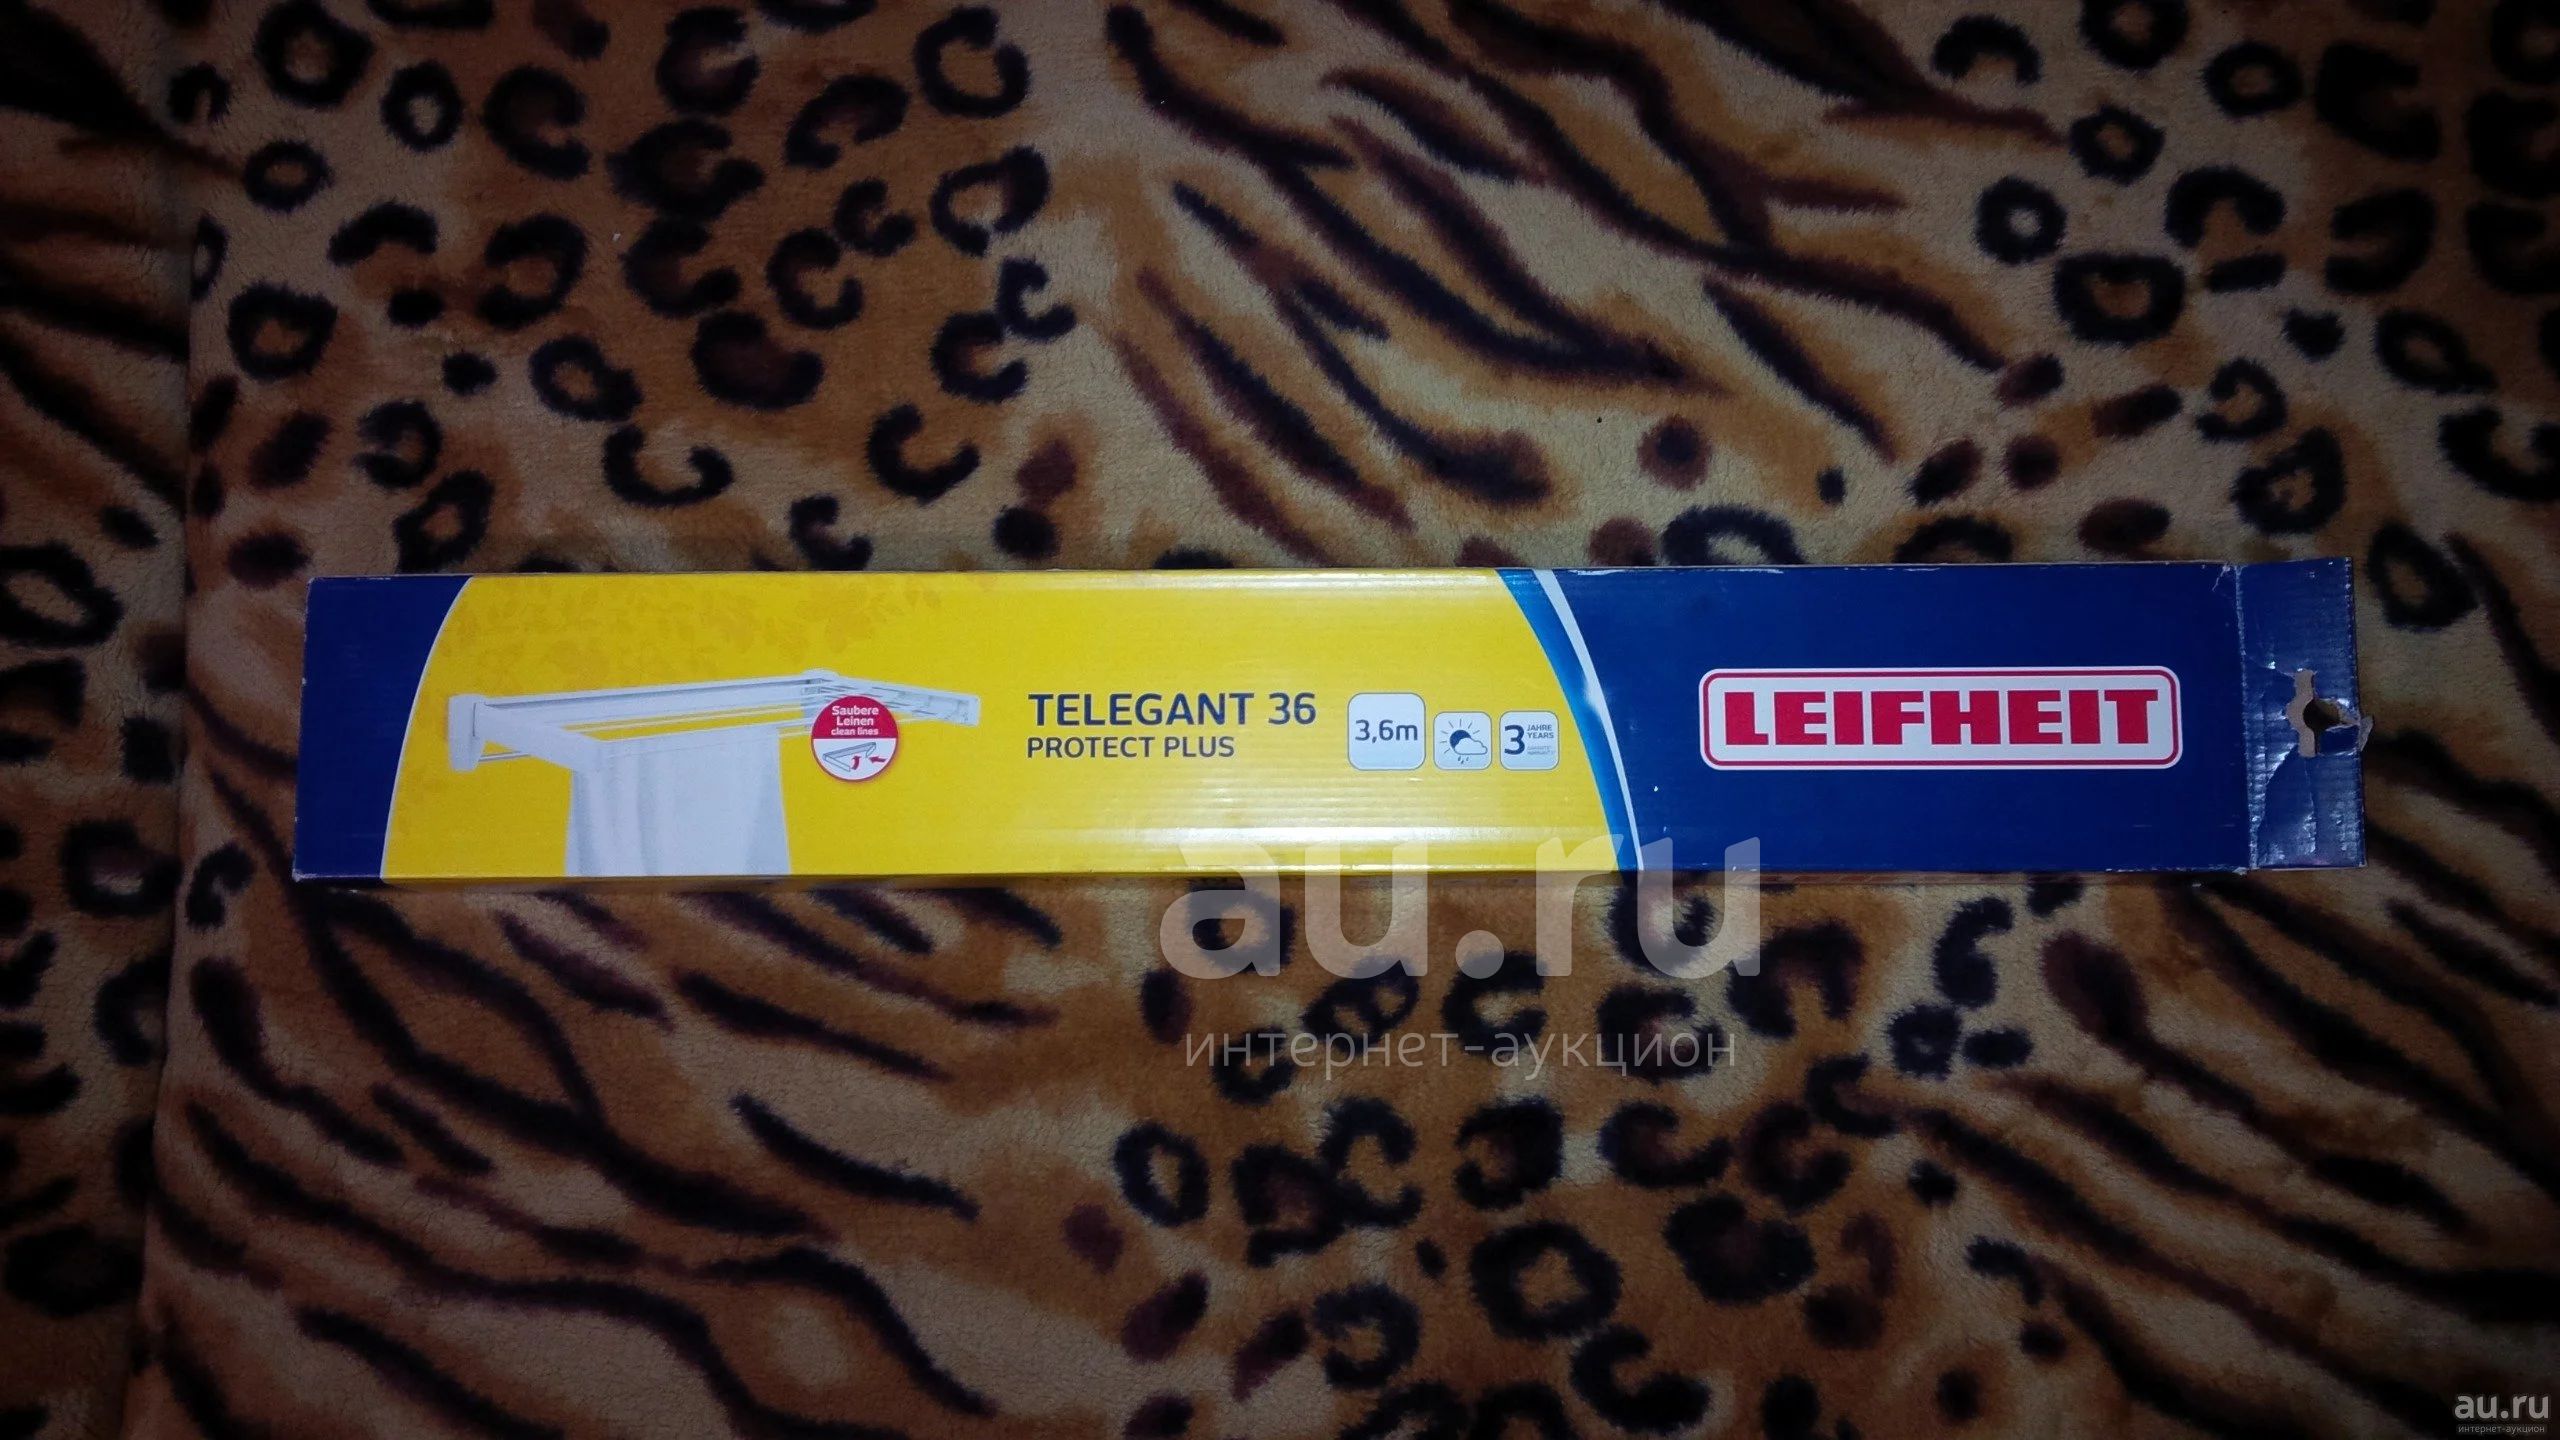 Saubere
Leinen
clean lines
TELEGANT 36
PROTECT PLUS
3,6m
3 JAHRE
YEARS
LEIFHEIT
au.ru
интернет-аукцион
au.ru
интернет-аукцион